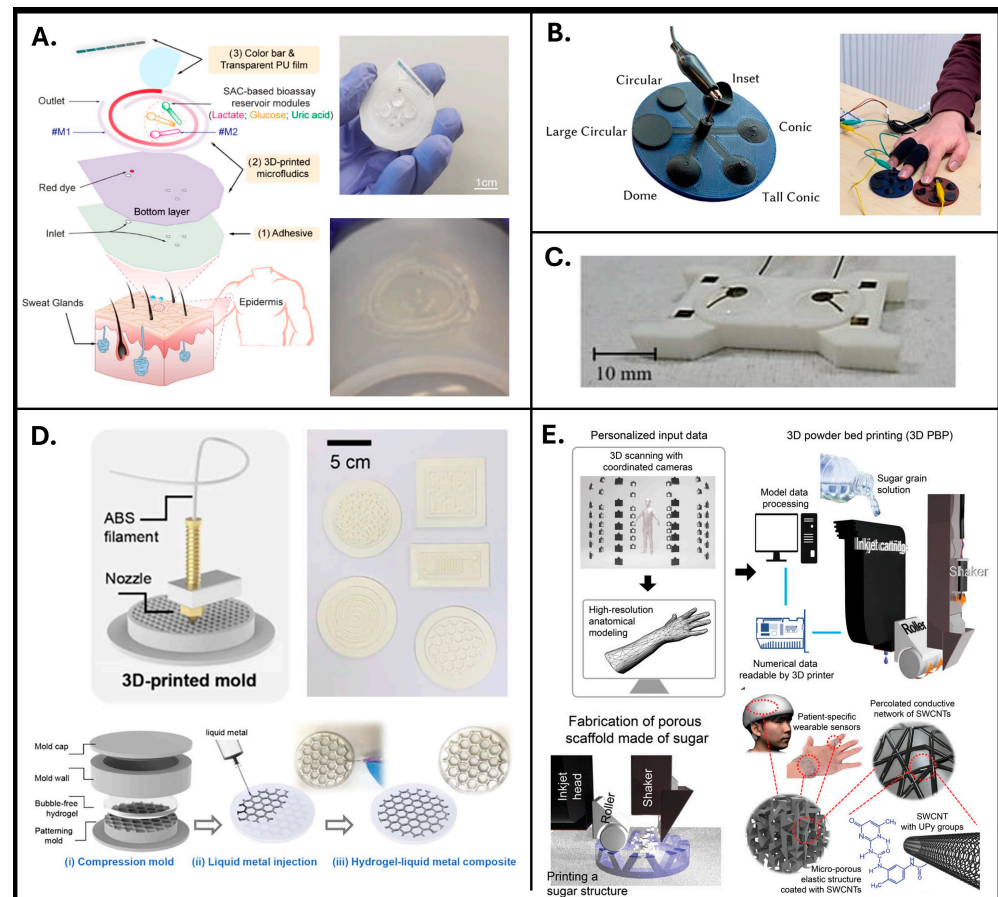 A.
(3) Color bar &
Transparent PU film
SAC-based bioassay
reservoir modules
(Lactate; Glucose; Uric acid)
Outlet
#M1
#M2
(2) 3D-printed
microfludics
Red dye
Bottom layer
Inlet
(1) Adhesive
Sweat Glands
Epidermis
1cm
B.
Circular
Inset
Large Circular
Conic
Dome
Tall Conic
C.
10 mm
D.
ABS
filament
Nozzle
3D-printed mold
5 cm
Mold cap
Mold wall
Bubble-free
hydrogel
Patterning
mold
liquid metal
(i) Compression mold
(ii) Liquid metal injection
(iii) Hydrogel-liquid metal composite
E.
Personalized input data
3D scanning with
coordinated cameras
High-resolution
anatomical
modeling
3D powder bed printing (3D PBP)
Model data
processing
Sugar grain
solution
Inkjet cartridge
Shaker
Roller
Numerical data
readable by 3D printer
Fabrication of porous
scaffold made of sugar
Inkjet
head
Roller
Shaker
Printing a
sugar structure
Patient-specific
wearable sensors
Percolated conductive
network of SWCNTs
SWCNT
with UPy groups
Micro-porous
elastic structure
coated with SWCNTs
O
CH₃
N
N
H
H
N
O
N
H
CH₃
H
N
O